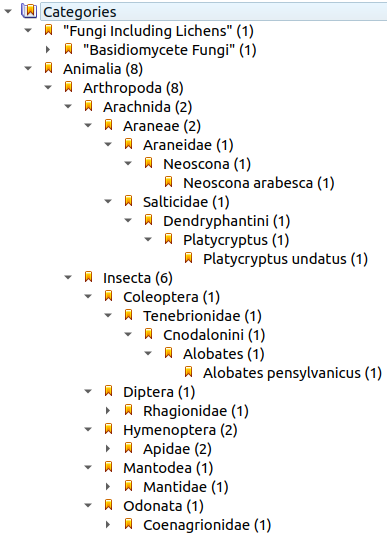 Categories
"Fungi Including Lichens" (1)
"Basidiomycete Fungi" (1)
Animalia (8)
Arthropoda (8)
Arachnida (2)
Araneae (2)
Araneidae (1)
Neoscona (1)
Neoscona arabesca (1)
Salticidae (1)
Dendryphantini (1)
Platycryptus (1)
Platycryptus undatus (1)
Insecta (6)
Coleoptera (1)
Tenebrionidae (1)
Cnodalonini (1)
Alobates (1)
Alobates pensylvanicus (1)
Diptera (1)
Rhagionidae (1)
Hymenoptera (2)
Apidae (2)
Mantodea (1)
Mantidae (1)
Odonata (1)
Coenagrionidae (1)